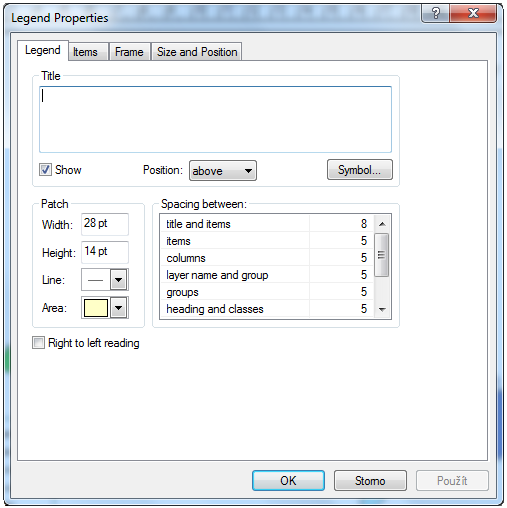 Legend Properties
Legend Items Frame Size and Position
Title
Show Position: above Symbol...
Patch
Width: 28 pt
Height: 14 pt
Line:
Area:
Spacing between:
title and items 8
items 5
columns 5
layer name and group 5
groups 5
heading and classes 5
Right to left reading
OK Storno Použít